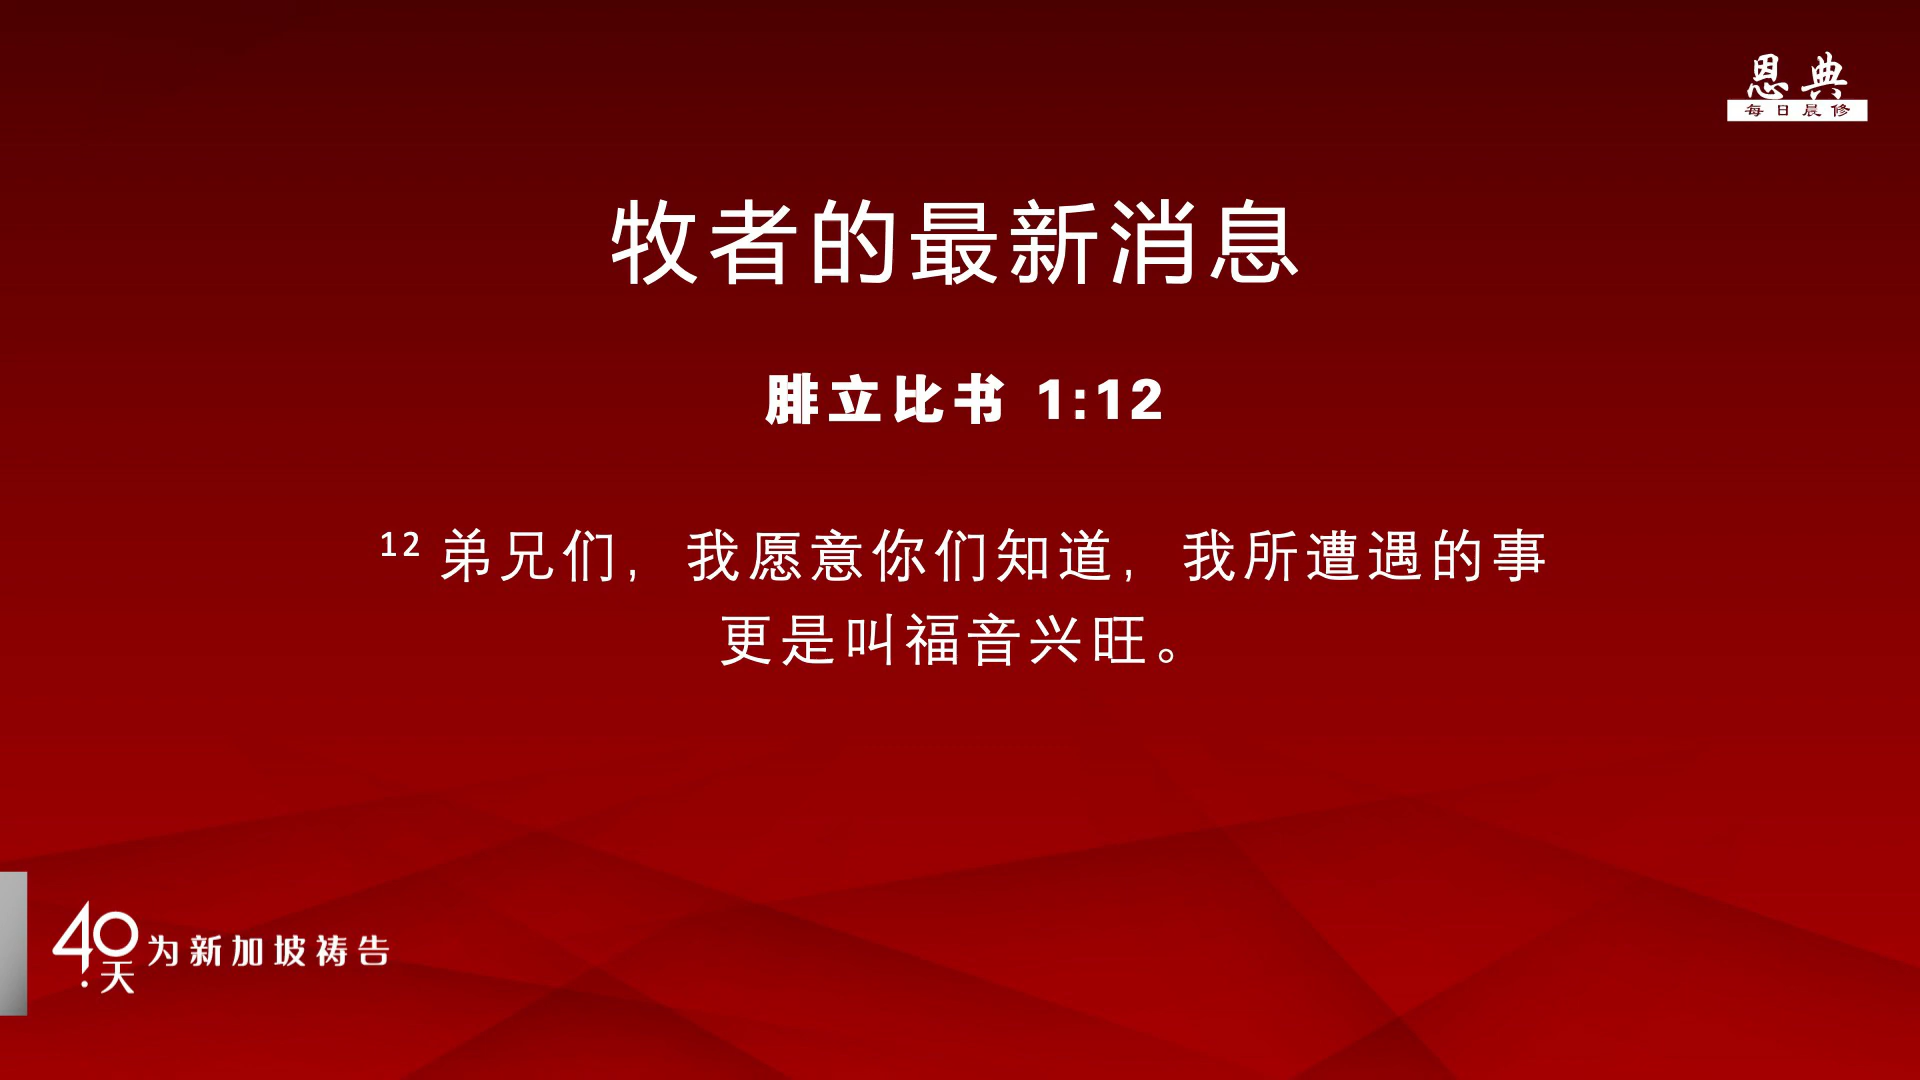 恩典
每日晨修
牧者的最新消息
腓立比书 1:12
12 弟兄们，我愿意你们知道，我所遭遇的事
更是叫福音兴旺。
40天为新加坡祷告